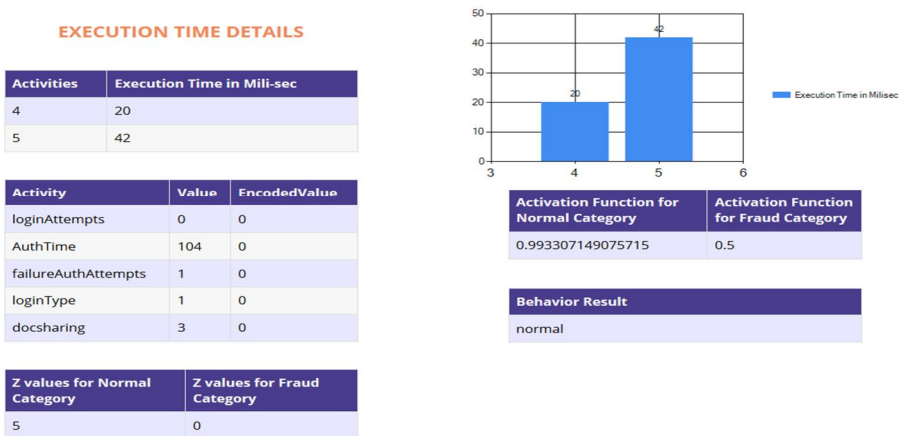 EXECUTION TIME DETAILS
Activities Execution Time in Mili-sec
4 20
5 42
Activity Value EncodedValue
loginAttempts 0 0
AuthTime 104 0
failureAuthAttempts 1 0
loginType 1 0
docsharing 3 0
Z values for Normal Category Z values for Fraud Category
5 0
50
40
30
20
10
0
42
20
3 4 5 6
Execution Time in Milisec
Activation Function for Normal Category Activation Function for Fraud Category
0.993307149075715 0.5
Behavior Result
normal